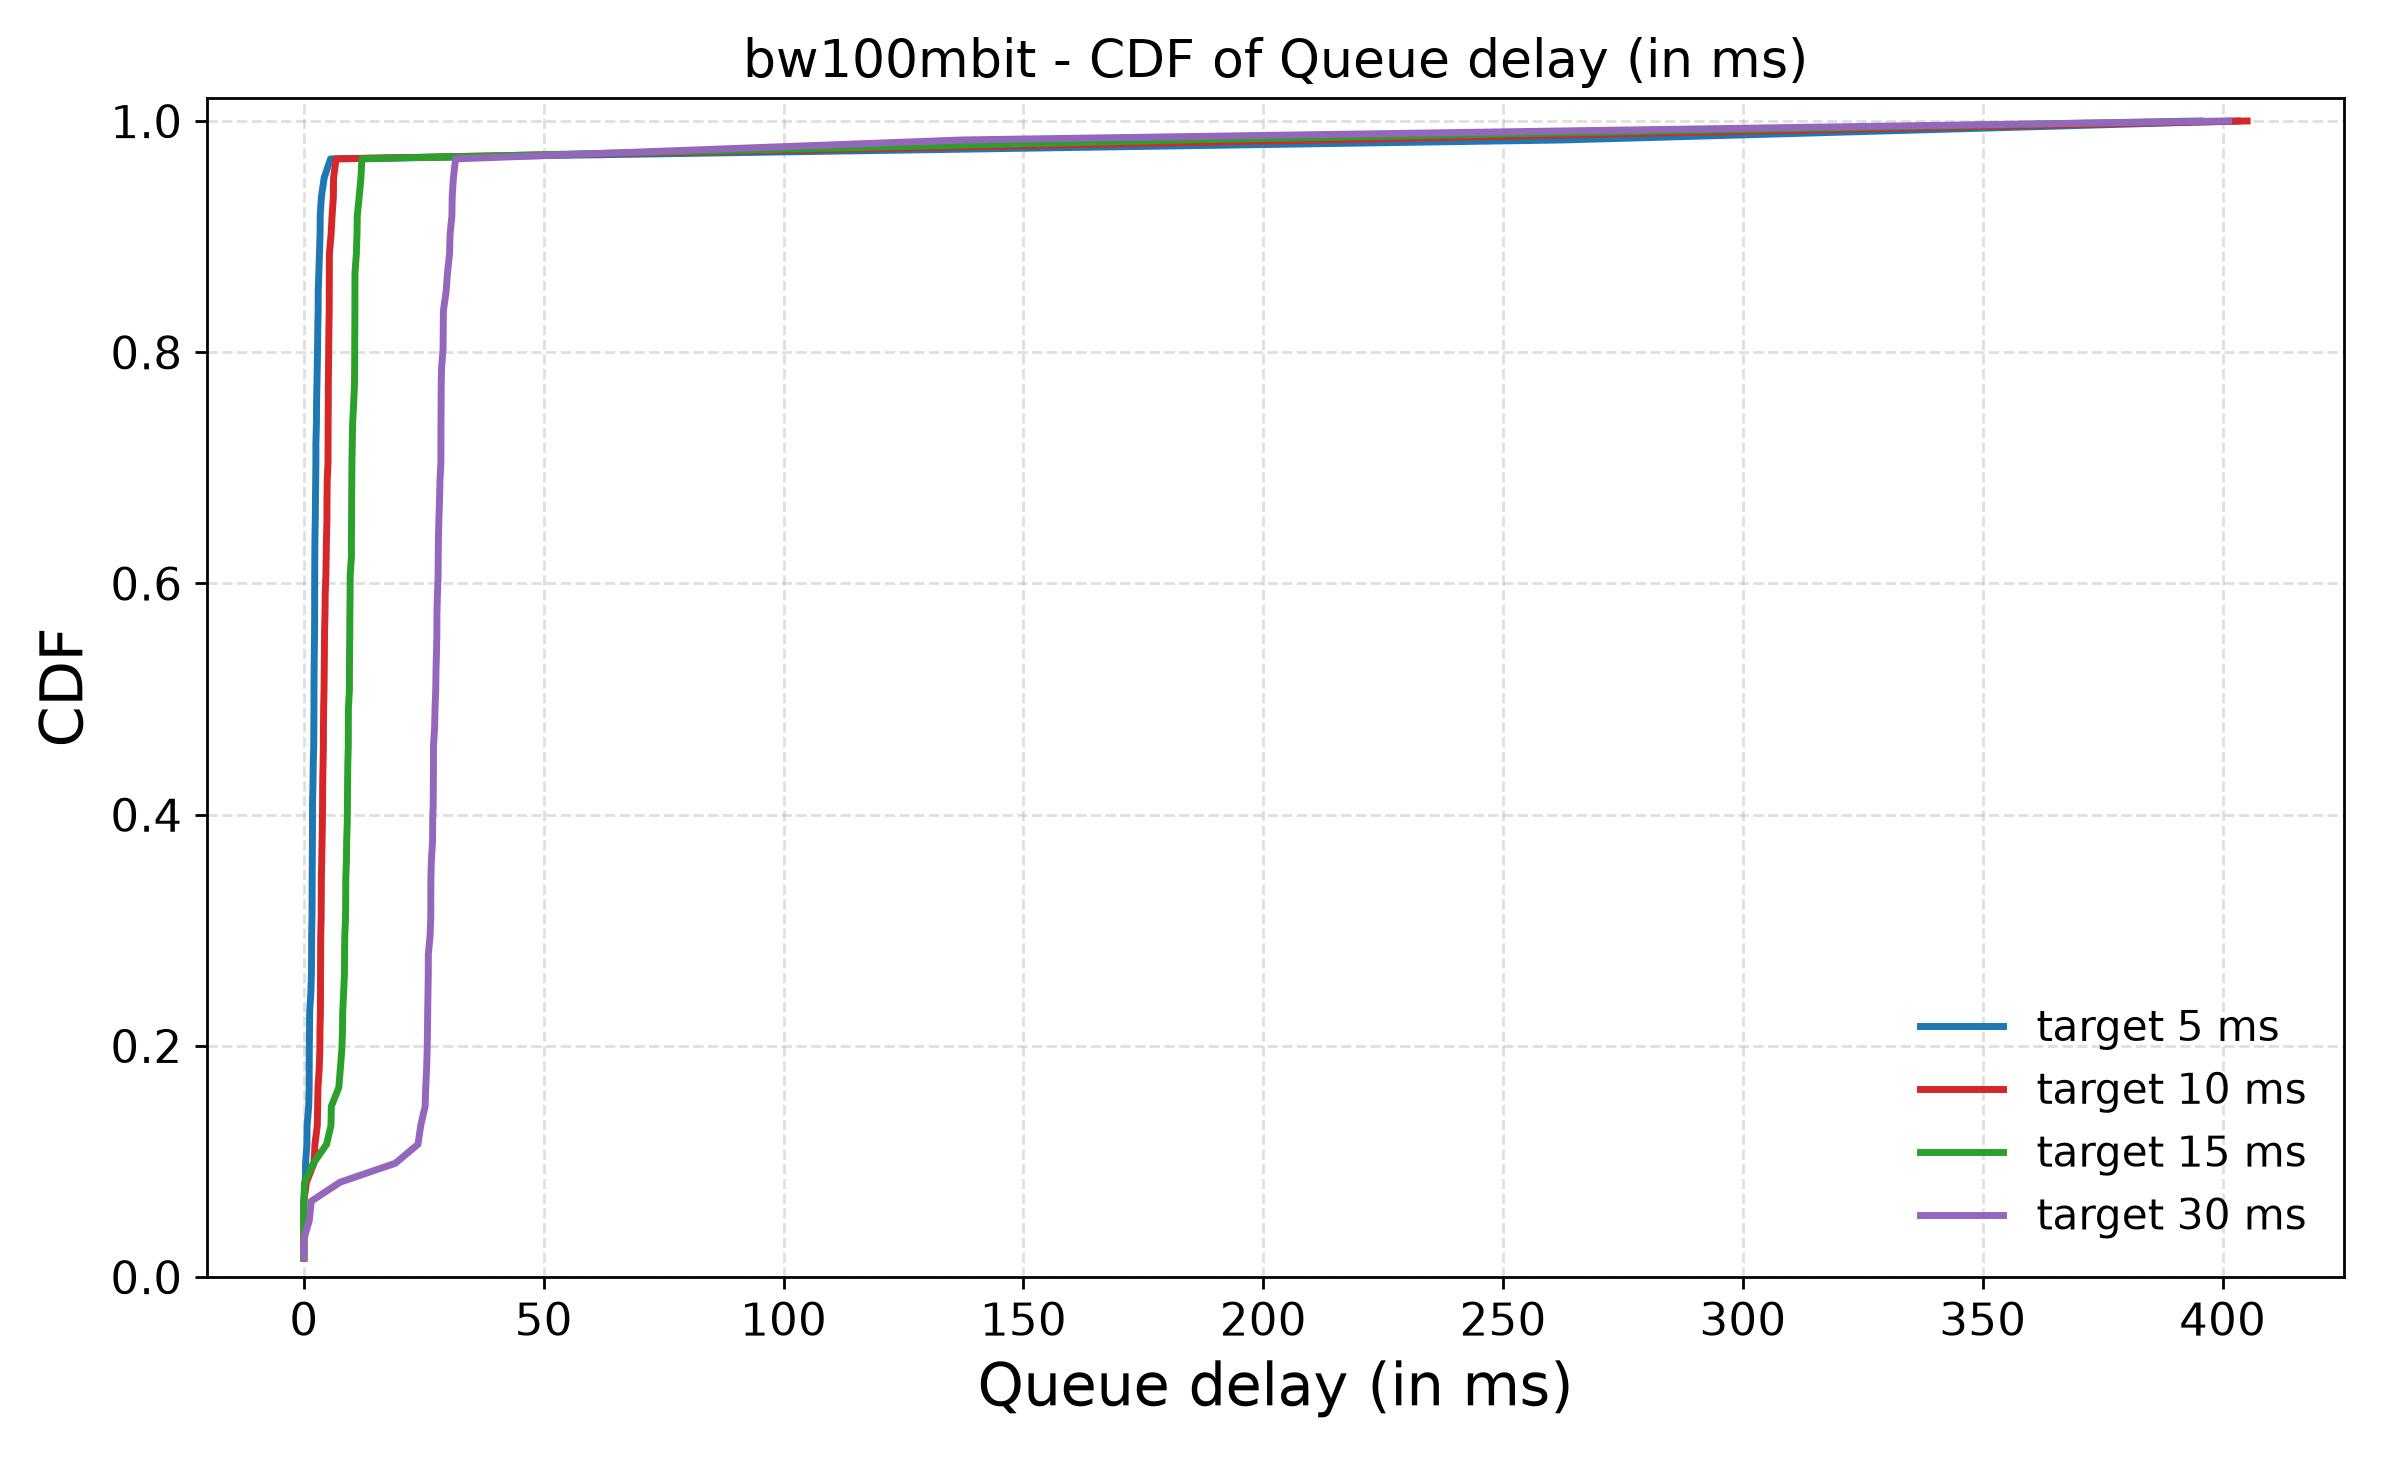 bw100mbit - CDF of Queue delay (in ms)
1.0
0.8
0.6
0.4
0.2
0.0
CDF
0 50 100 150 200 250 300 350 400
Queue delay (in ms)
target 5 ms
target 10 ms
target 15 ms
target 30 ms